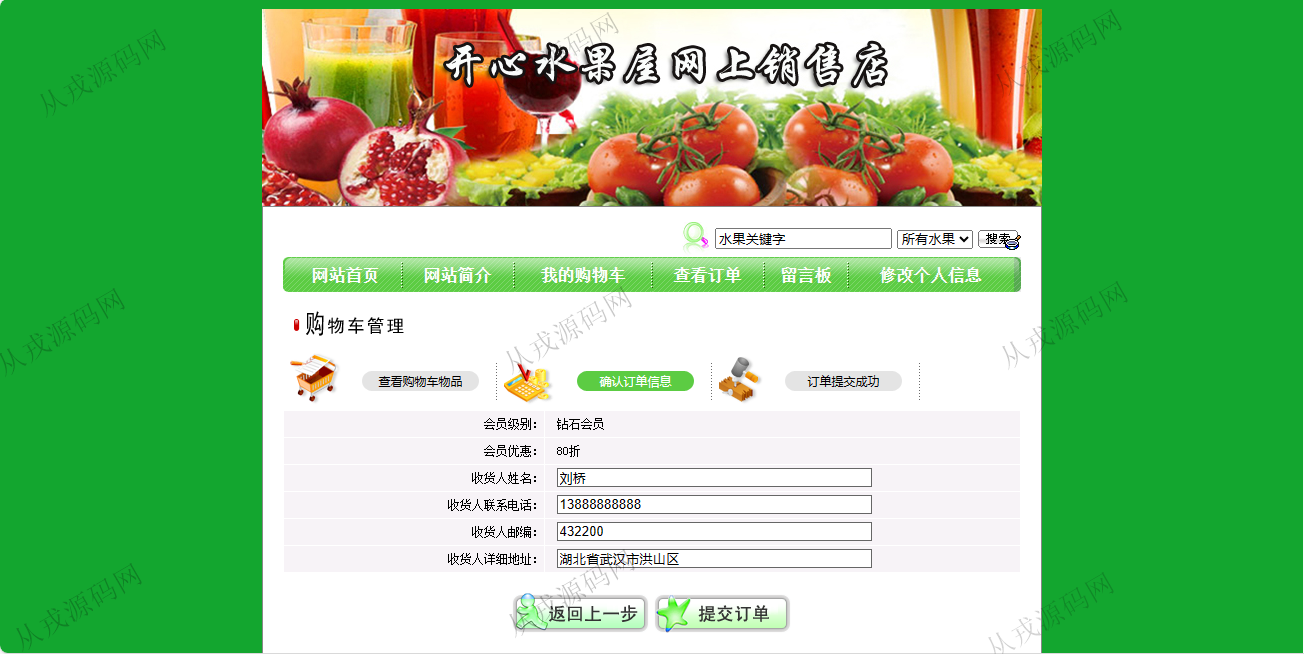 开心水果屋网上销售店
水果关键字 所有水果 搜索
网站首页 网站简介 我的购物车 查看订单 留言板 修改个人信息
购物车管理
查看购物车物品 确认订单信息 订单提交成功
会员级别： 钻石会员
会员优惠： 80折
收货人姓名： 刘桥
收货人联系电话： 13888888888
收货人邮编： 432200
收货人详细地址： 湖北省武汉市洪山区
返回上一步 提交订单
从戎源码网
从戎源码网
从戎源码网
从戎源码网
从戎源码网
从戎源码网
从戎源码网
从戎源码网
从戎源码网